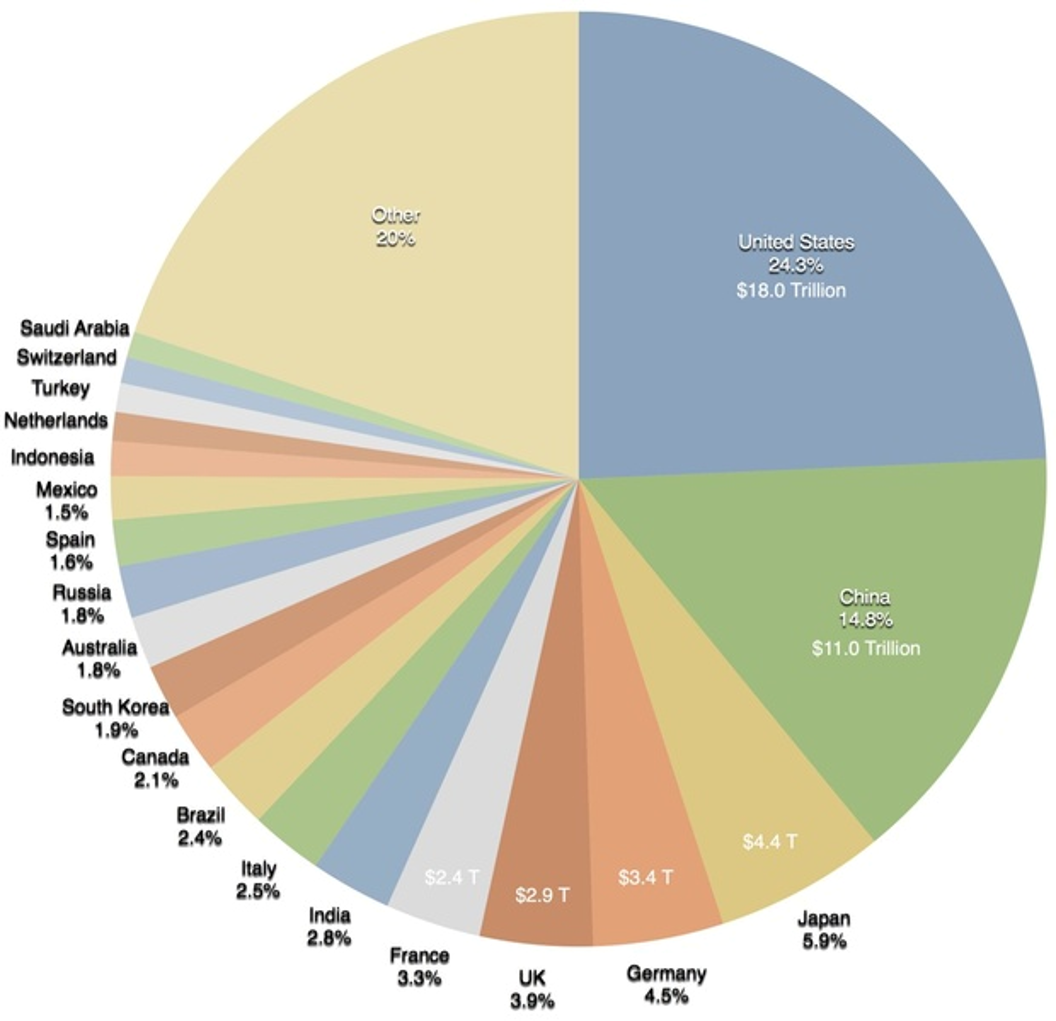 Other
20%
United States
24.3%
$18.0 Trillion
Saudi Arabia
Switzerland
Turkey
Netherlands
Indonesia
Mexico
1.5%
Spain
1.6%
Russia
1.8%
Australia
1.8%
South Korea
1.9%
Canada
2.1%
Brazil
2.4%
Italy
2.5%
India
2.8%
France
3.3%
UK
3.9%
Germany
4.5%
Japan
5.9%
China
14.8%
$11.0 Trillion
$2.4 T
$2.9 T
$3.4 T
$4.4 T